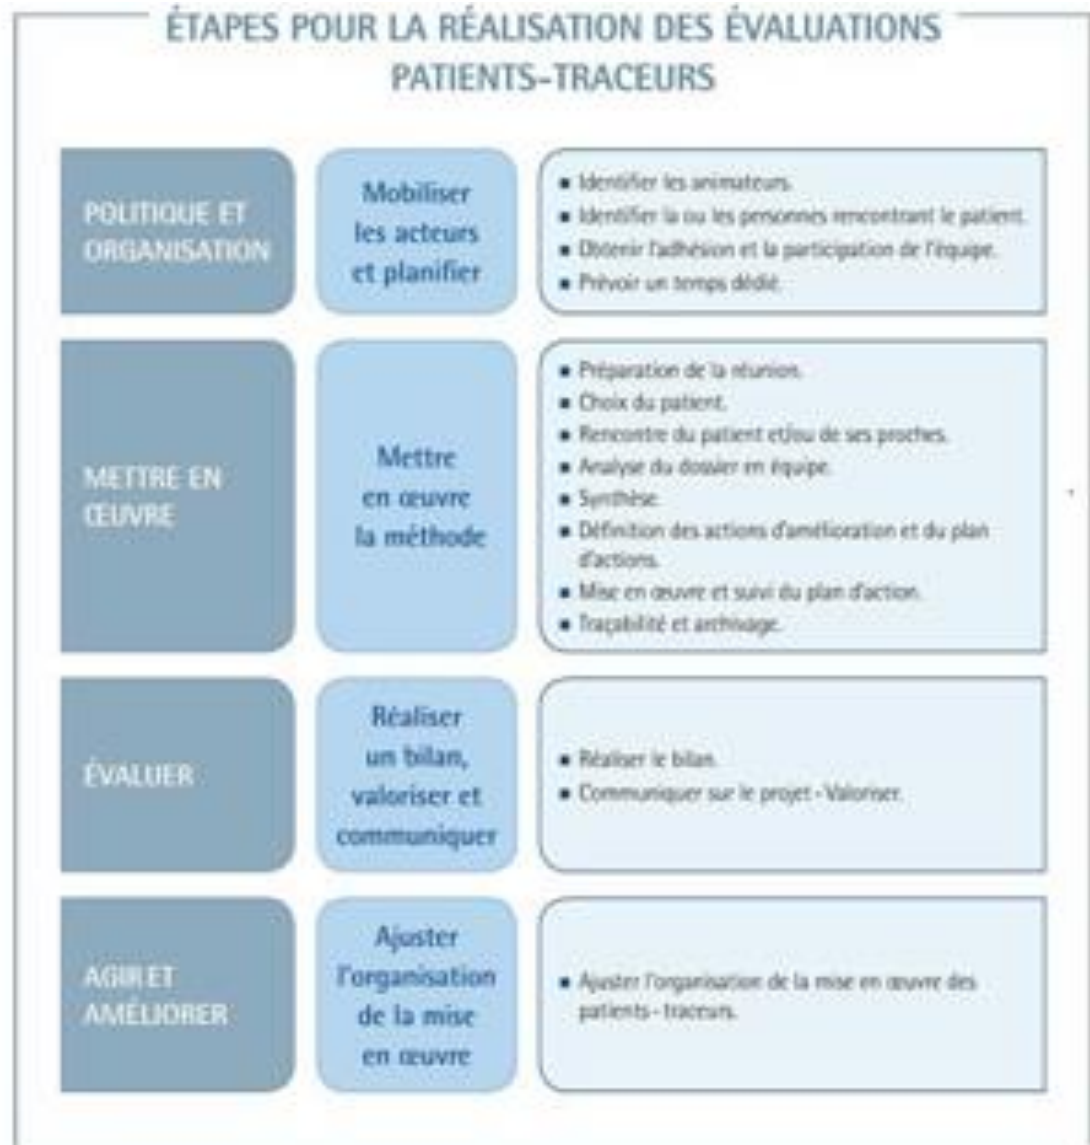 ÉTAPES POUR LA RÉALISATION DES ÉVALUATIONS
PATIENTS-TRACEURS
POLITIQUE ET
ORGANISATION
Mobiliser
les acteurs
et planifier
▪ Identifier les animateurs.
▪ Identifier la ou les personnes rencontrant le patient.
▪ Obtenir l'adhésion et la participation de l'équipe.
▪ Prévoir un temps dédié.
METTRE EN
ŒUVRE
Mettre
en œuvre
la méthode
▪ Préparation de la réunion.
▪ Choix du patient.
▪ Rencontre du patient et/ou de ses proches.
▪ Analyse du dossier en équipe.
▪ Synthèse.
▪ Définition des actions d'amélioration et du plan
d'actions.
▪ Mise en œuvre et suivi du plan d'action.
▪ Traçabilité et archivage.
ÉVALUER
Réaliser
un bilan,
valoriser et
communiquer
▪ Réaliser le bilan.
▪ Communiquer sur le projet - Valoriser.
AGIR ET
AMÉLIORER
Ajuster
l'organisation
de la mise
en œuvre
▪ Ajuster l'organisation de la mise en œuvre des
patients - traceurs.